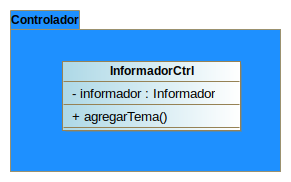 Controlador
InformadorCtrl
- informador : Informador
+ agregarTema()